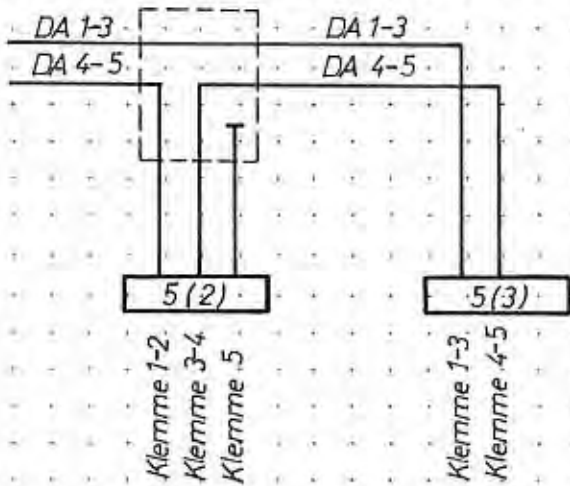 DA 1-3
DA 1-3
DA 4-5
DA 4-5
5(2)
5(3)
Klemme 1-2
Klemme 3-4
Klemme 5
Klemme 1-3
Klemme 4-5